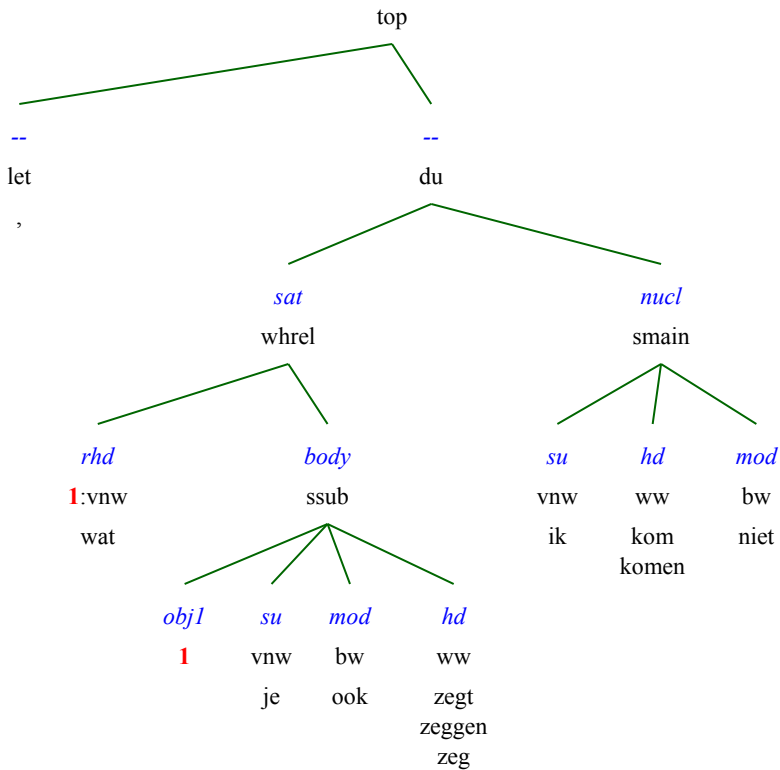 top
-- --
let du
,
sat nucl
whrel smain
rhd body su hd mod
1:vnw ssub vnw ww bw
wat ik kom niet
komen
obj1 su mod hd
1 vnw bw ww
je ook zegt
zeggen
zeg